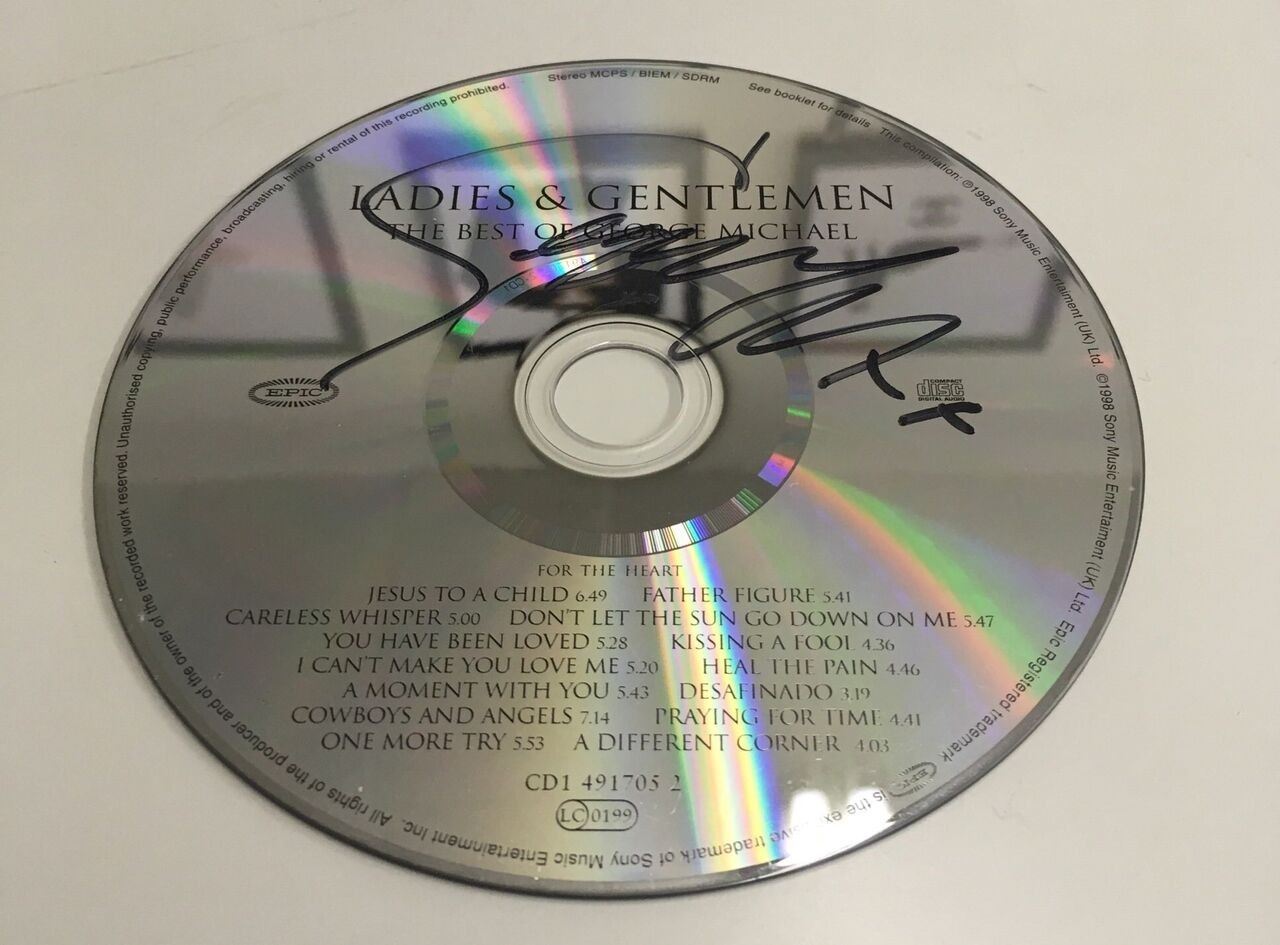 Stereo MCPS / BIEM / SDRM
See booklet for details
This compilation: ℗1998 Sony Music Entertaiment (UK) Ltd. ©1998 Sony Music Entertaiment (UK) Ltd. Epic Registered trademark
EPIC
is the exclusive trademark of Sony Music Entertainment Inc. All rights of the producer and of the owner of the recorded work reserved. Unauthorised copying, public performance, broadcasting, hiring or rental of this recording prohibited.
LADIES & GENTLEMEN
THE BEST OF GEORGE MICHAEL
EPIC
COMPACT
disc
DIGITAL AUDIO
FOR THE HEART
JESUS TO A CHILD 6.49 FATHER FIGURE 5.41
CARELESS WHISPER 5.00 DON'T LET THE SUN GO DOWN ON ME 5.47
YOU HAVE BEEN LOVED 5.28 KISSING A FOOL 4.36
I CAN'T MAKE YOU LOVE ME 5.20 HEAL THE PAIN 4.46
A MOMENT WITH YOU 5.43 DESAFINADO 3.19
COWBOYS AND ANGELS 7.14 PRAYING FOR TIME 4.41
ONE MORE TRY 5.53 A DIFFERENT CORNER 4.03
CD1 491705 2
LC 0199